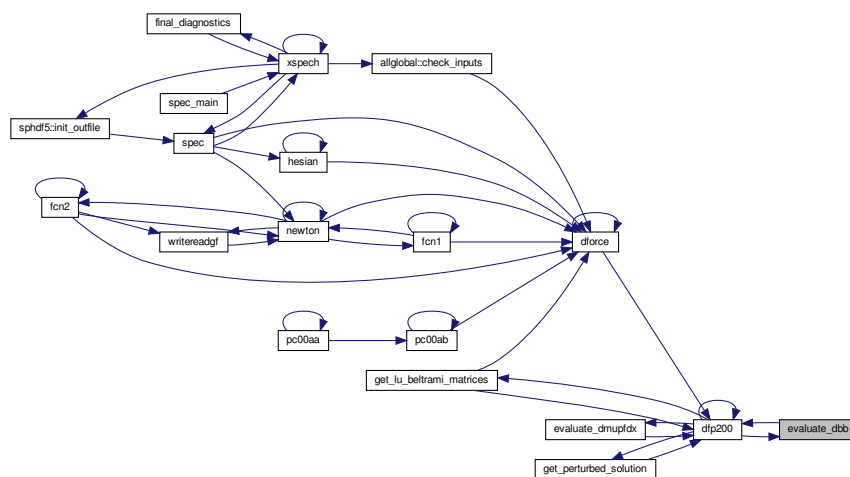 final_diagnostics
xspech
allglobal::check_inputs
spec_main
sphdf5::init_outfile
spec
hesian
fcn2
newton
writereadgf
fcn1
dforce
pc00aa
pc00ab
get_lu_beltrami_matrices
evaluate_dmupfdx
dfp200
evaluate_dbb
get_perturbed_solution